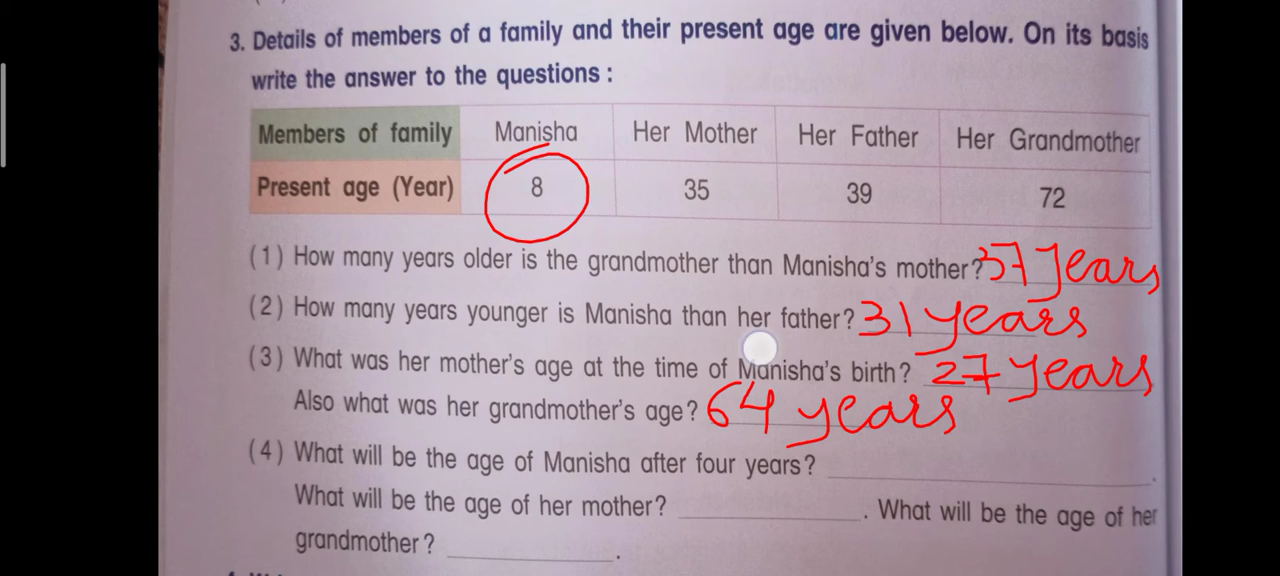 3. Details of members of a family and their present age are given below. On its basis
write the answer to the questions :
Members of family Manisha Her Mother Her Father Her Grandmother
Present age (Year) 8 35 39 72
(1) How many years older is the grandmother than Manisha's mother? 37 years
(2) How many years younger is Manisha than her father? 31 years
(3) What was her mother's age at the time of Manisha's birth? 27 years
Also what was her grandmother's age? 64 years
(4) What will be the age of Manisha after four years? .
What will be the age of her mother? . What will be the age of her
grandmother? .